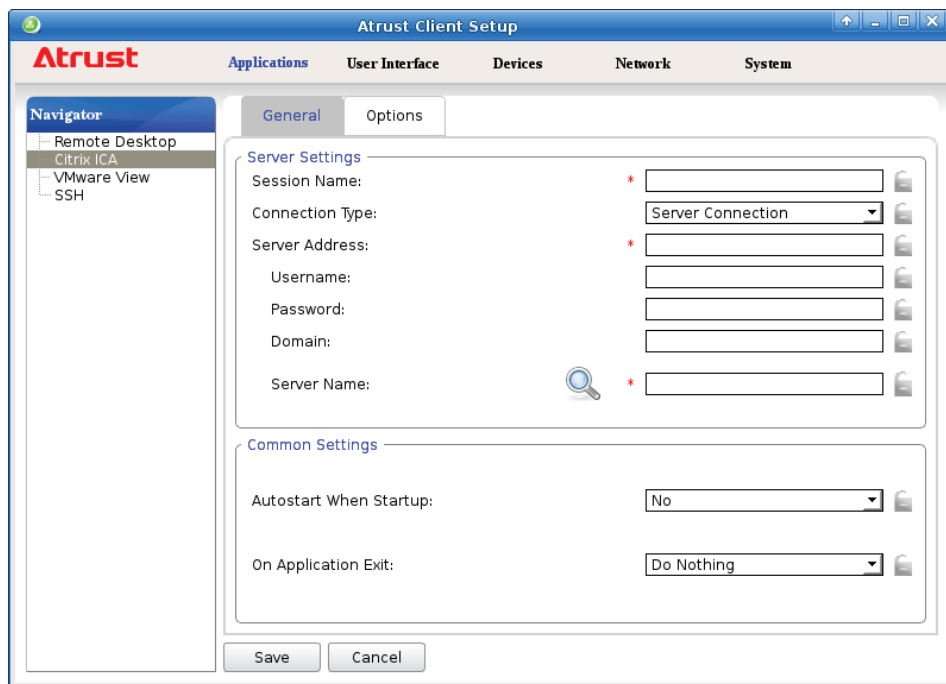 Atrust Client Setup
Atrust
Applications User Interface Devices Network System
Navigator
Remote Desktop
Citrix ICA
VMware View
SSH
General Options
Server Settings
Session Name: *
Connection Type: Server Connection
Server Address: *
Username:
Password:
Domain:
Server Name: *
Common Settings
Autostart When Startup: No
On Application Exit: Do Nothing
Save Cancel